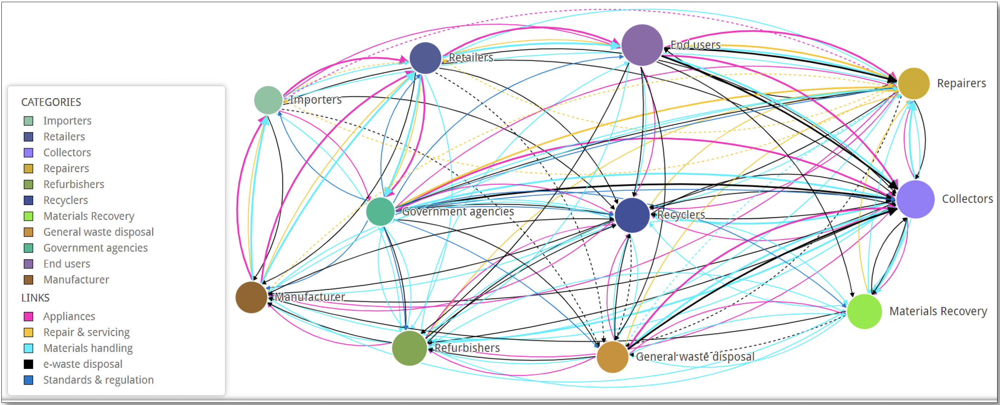 CATEGORIES
Importers
Retailers
Collectors
Repairers
Refurbishers
Recyclers
Materials Recovery
General waste disposal
Government agencies
End users
Manufacturer
LINKS
Appliances
Repair & servicing
Materials handling
e-waste disposal
Standards & regulation
End users
Retailers
Repairers
Importers
Collectors
Government agencies
Recyclers
Manufacturer
Materials Recovery
Refurbishers
General waste disposal